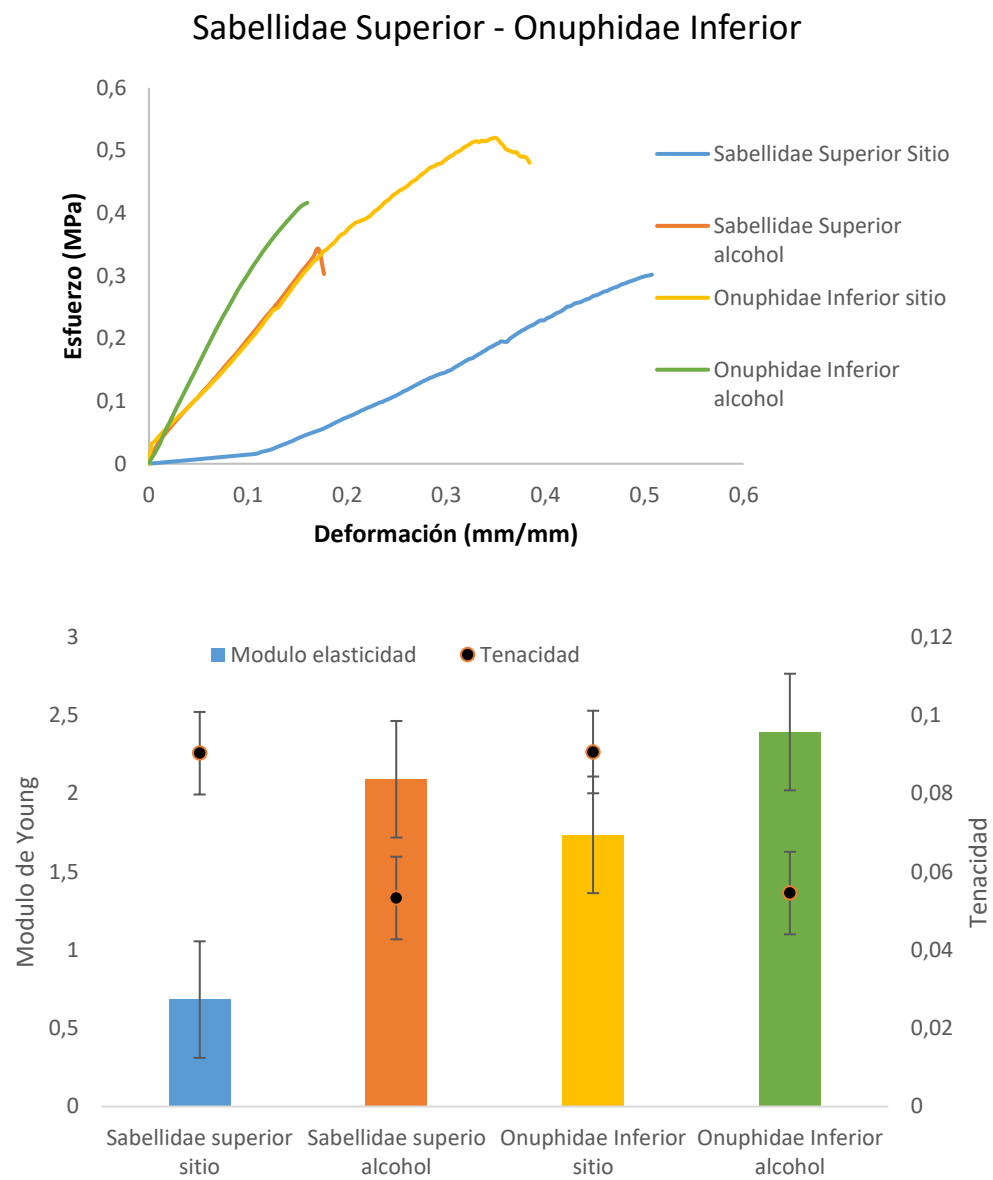 Sabellidae Superior - Onuphidae Inferior
0,6
0,5
0,4
0,3
0,2
0,1
0
Esfuerzo (MPa)
0
0,1
0,2
0,3
0,4
0,5
0,6
Deformación (mm/mm)
Sabellidae Superior Sitio
Sabellidae Superior
alcohol
Onuphidae Inferior sitio
Onuphidae Inferior
alcohol
3
2,5
2
1,5
1
0,5
0
Modulo de Young
Modulo elasticidad
Tenacidad
0,12
0,1
0,08
0,06
0,04
0,02
0
Tenacidad
Sabellidae superior
sitio
Sabellidae superio
alcohol
Onuphidae Inferior
sitio
Onuphidae Inferior
alcohol